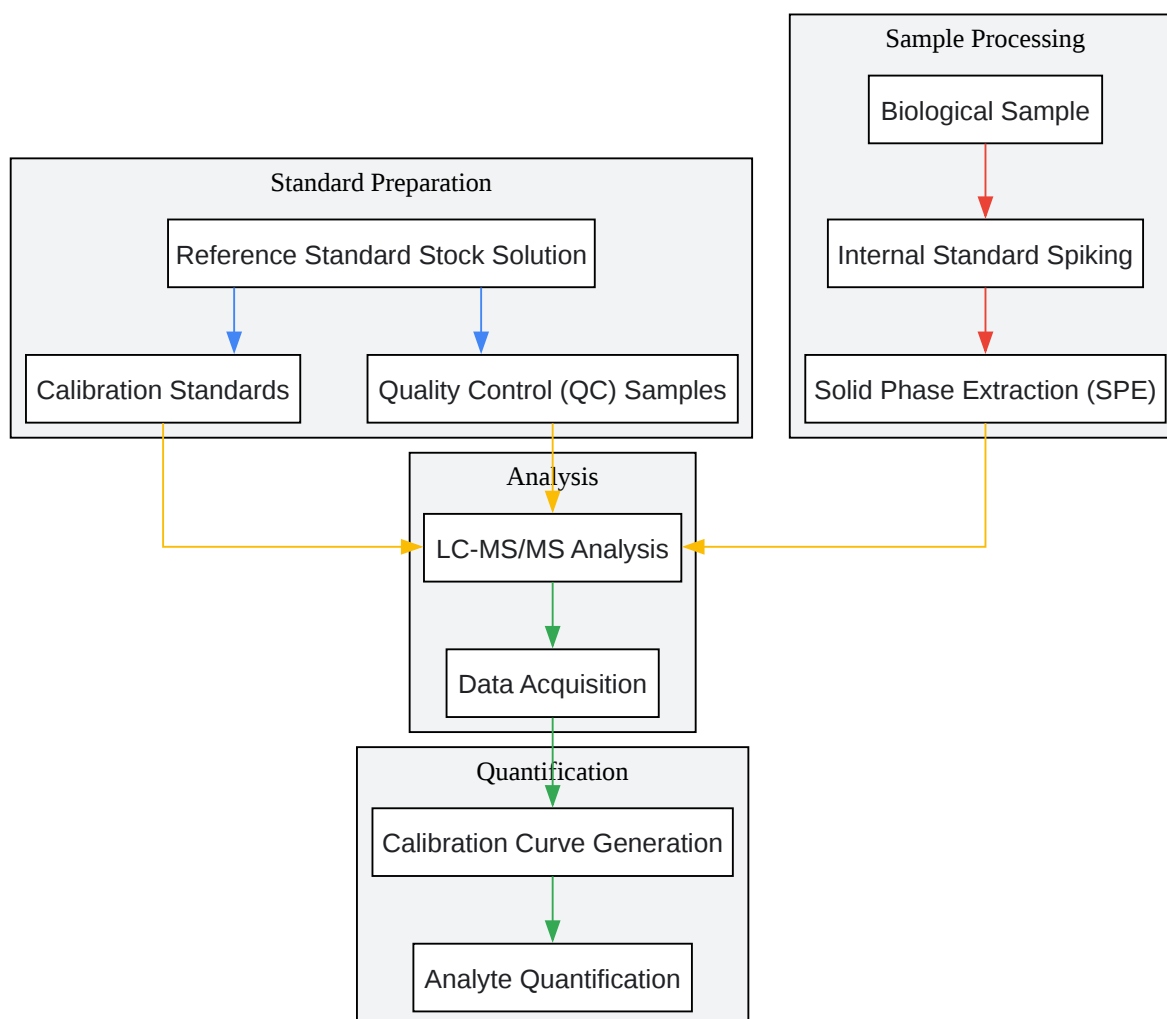 Sample Processing
Biological Sample
Internal Standard Spiking
Solid Phase Extraction (SPE)
Standard Preparation
Reference Standard Stock Solution
Calibration Standards
Quality Control (QC) Samples
Analysis
LC-MS/MS Analysis
Data Acquisition
Quantification
Calibration Curve Generation
Analyte Quantification